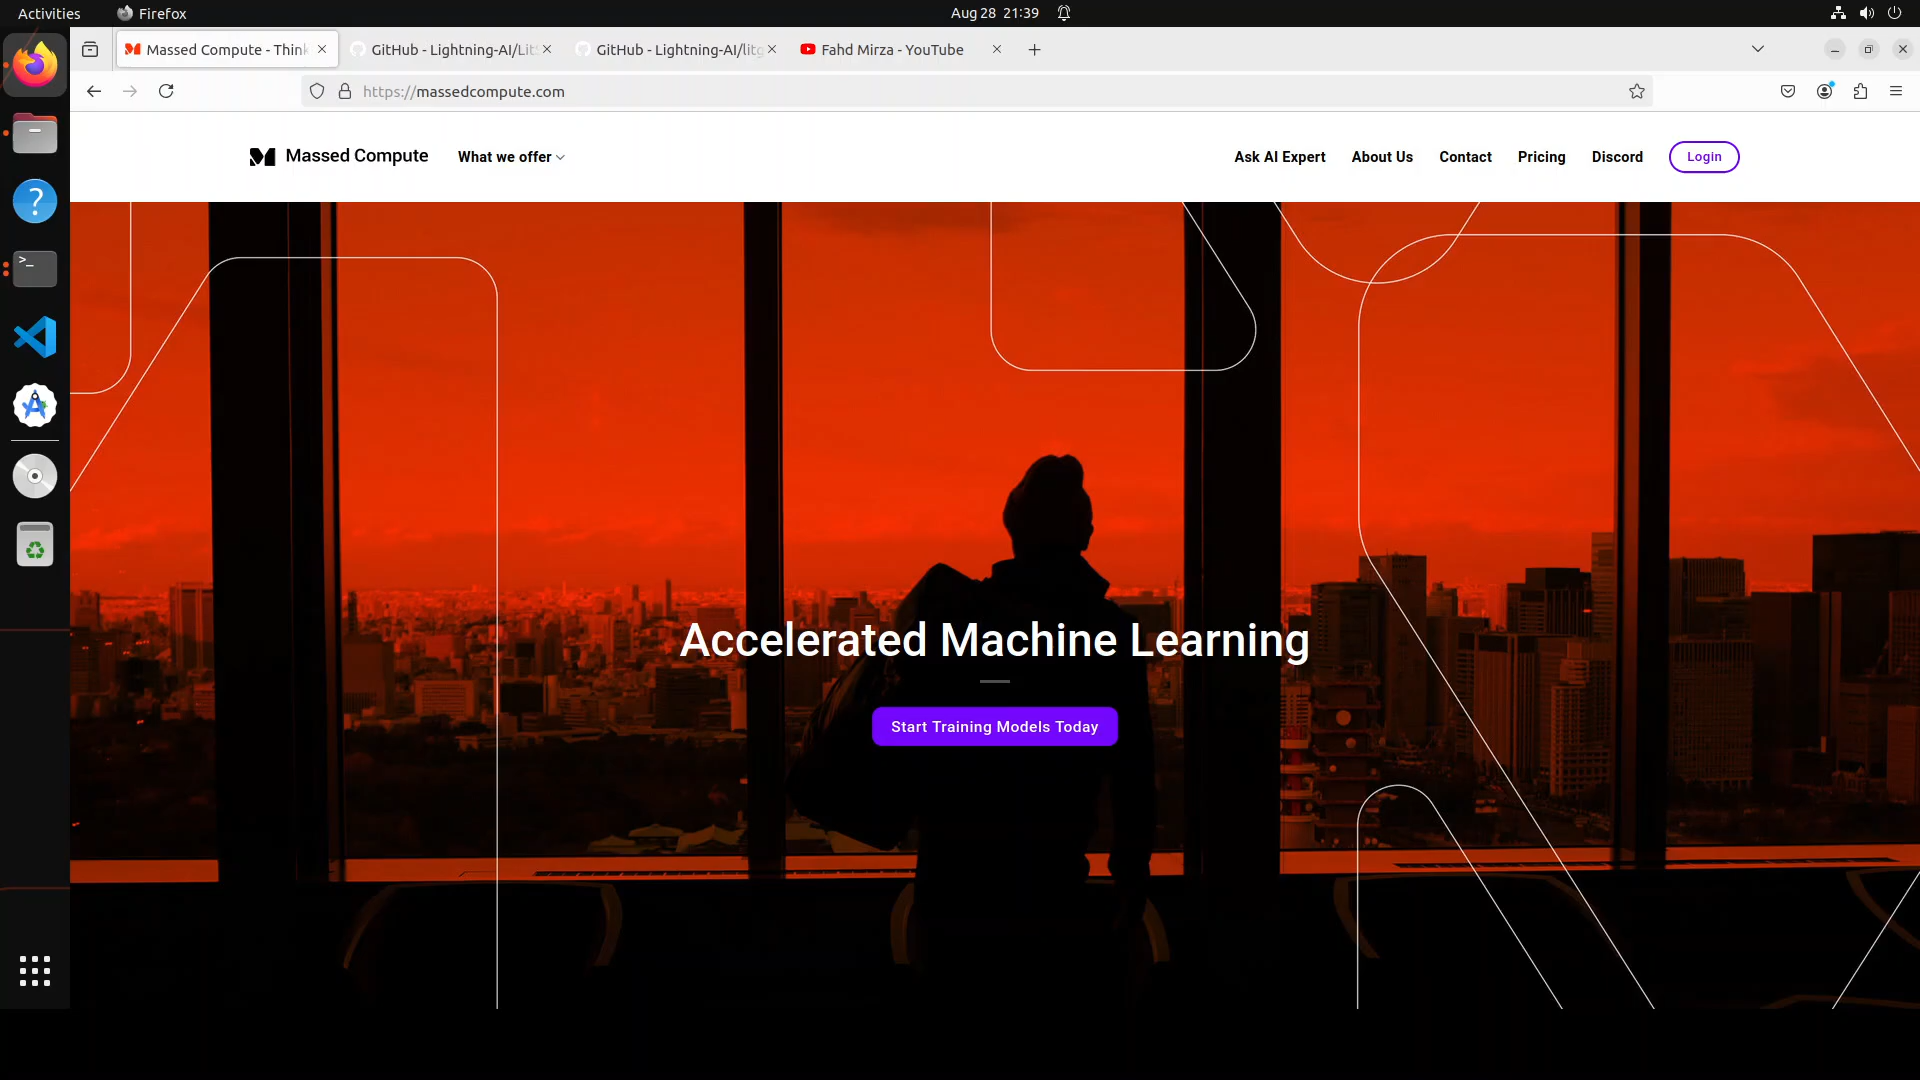 Activities
Firefox
Aug 28 21:39
Massed Compute - Think
GitHub - Lightning-AI/Lit
GitHub - Lightning-AI/litg
Fahd Mirza - YouTube
https://massedcompute.com
Massed Compute
What we offer
Ask AI Expert
About Us
Contact
Pricing
Discord
Login
Accelerated Machine Learning
Start Training Models Today